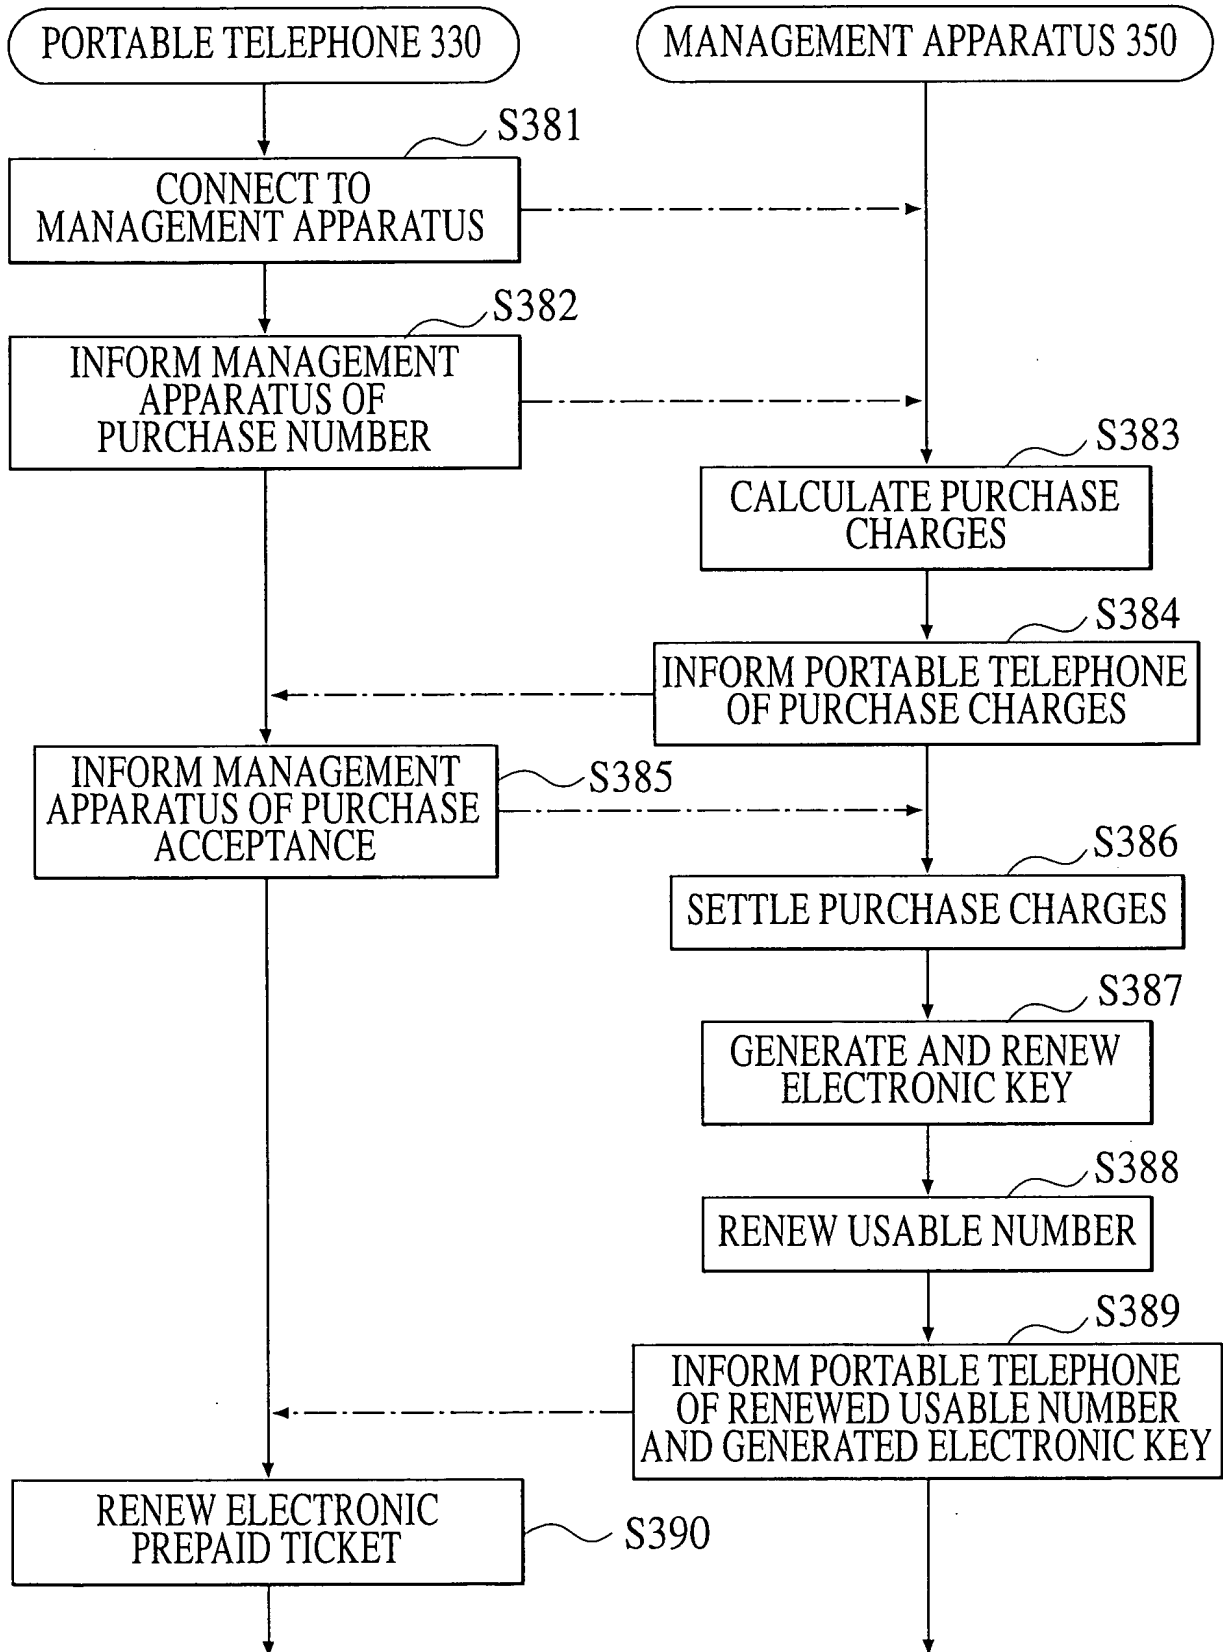 PORTABLE TELEPHONE 330
MANAGEMENT APPARATUS 350
S381
CONNECT TO
MANAGEMENT APPARATUS
S382
INFORM MANAGEMENT
APPARATUS OF
PURCHASE NUMBER
S383
CALCULATE PURCHASE
CHARGES
S384
INFORM PORTABLE TELEPHONE
OF PURCHASE CHARGES
INFORM MANAGEMENT
APPARATUS OF PURCHASE
ACCEPTANCE
S385
S386
SETTLE PURCHASE CHARGES
S387
GENERATE AND RENEW
ELECTRONIC KEY
S388
RENEW USABLE NUMBER
S389
INFORM PORTABLE TELEPHONE
OF RENEWED USABLE NUMBER
AND GENERATED ELECTRONIC KEY
RENEW ELECTRONIC
PREPAID TICKET
S390